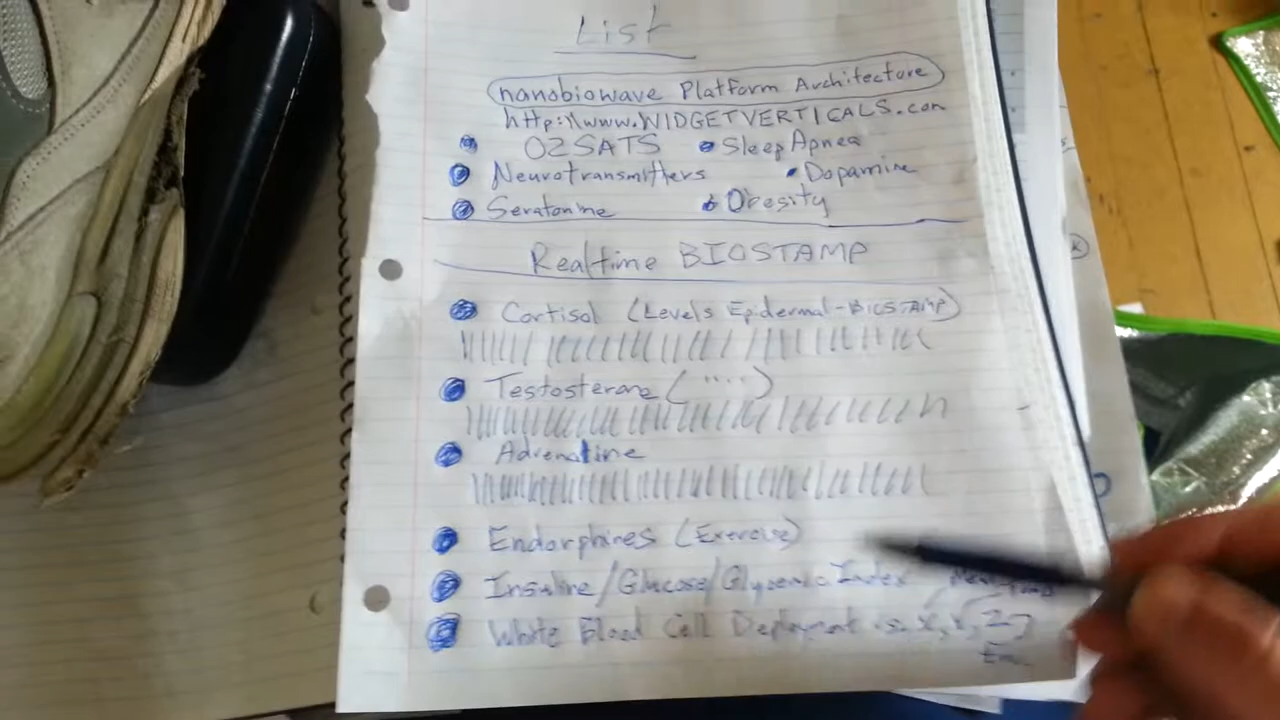 List
nanobiowave Platform Architecture
http://www.WIDGETVERTICALS.com
O2SATS • Sleep Apnea
Neurotransmitters • Dopamine
Seratonine • Obesity
Realtime BIOSTAMP
Cortisol (Levels Epidermal-BIOSTAMP)
Testosterone (....)
Adrenaline
Endorphines (Exercise)
Insuline/Glucose/Glycemic Index
White Blood Cell Deployment